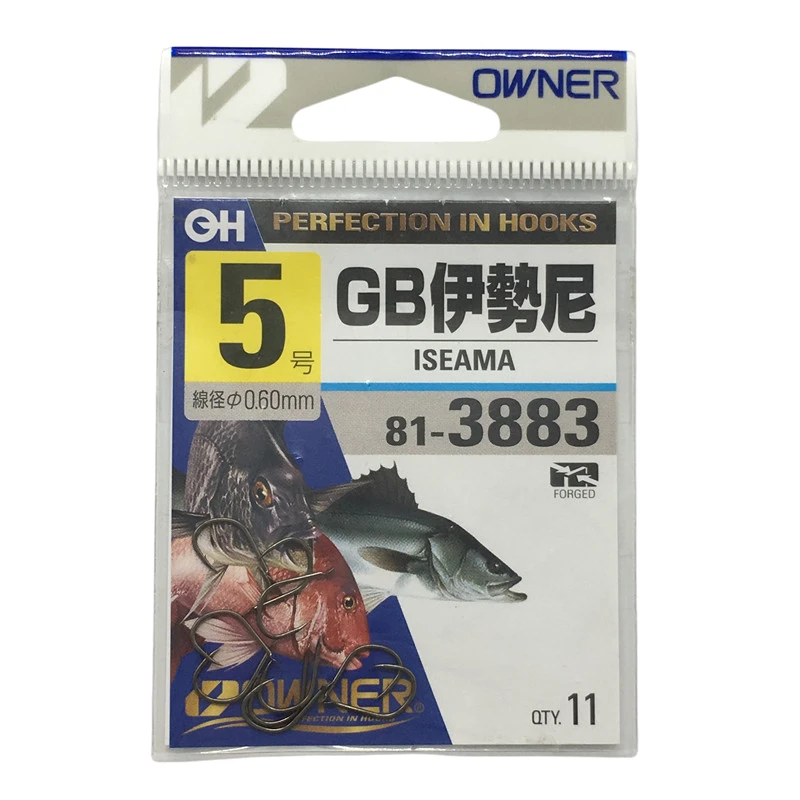 OWNER
OH
PERFECTION IN HOOKS
5号
線径φ0.60mm
GB伊勢尼
ISEAMA
81-3883
FORGED
OWNER®
PERFECTION IN HOOKS
QTY. 11